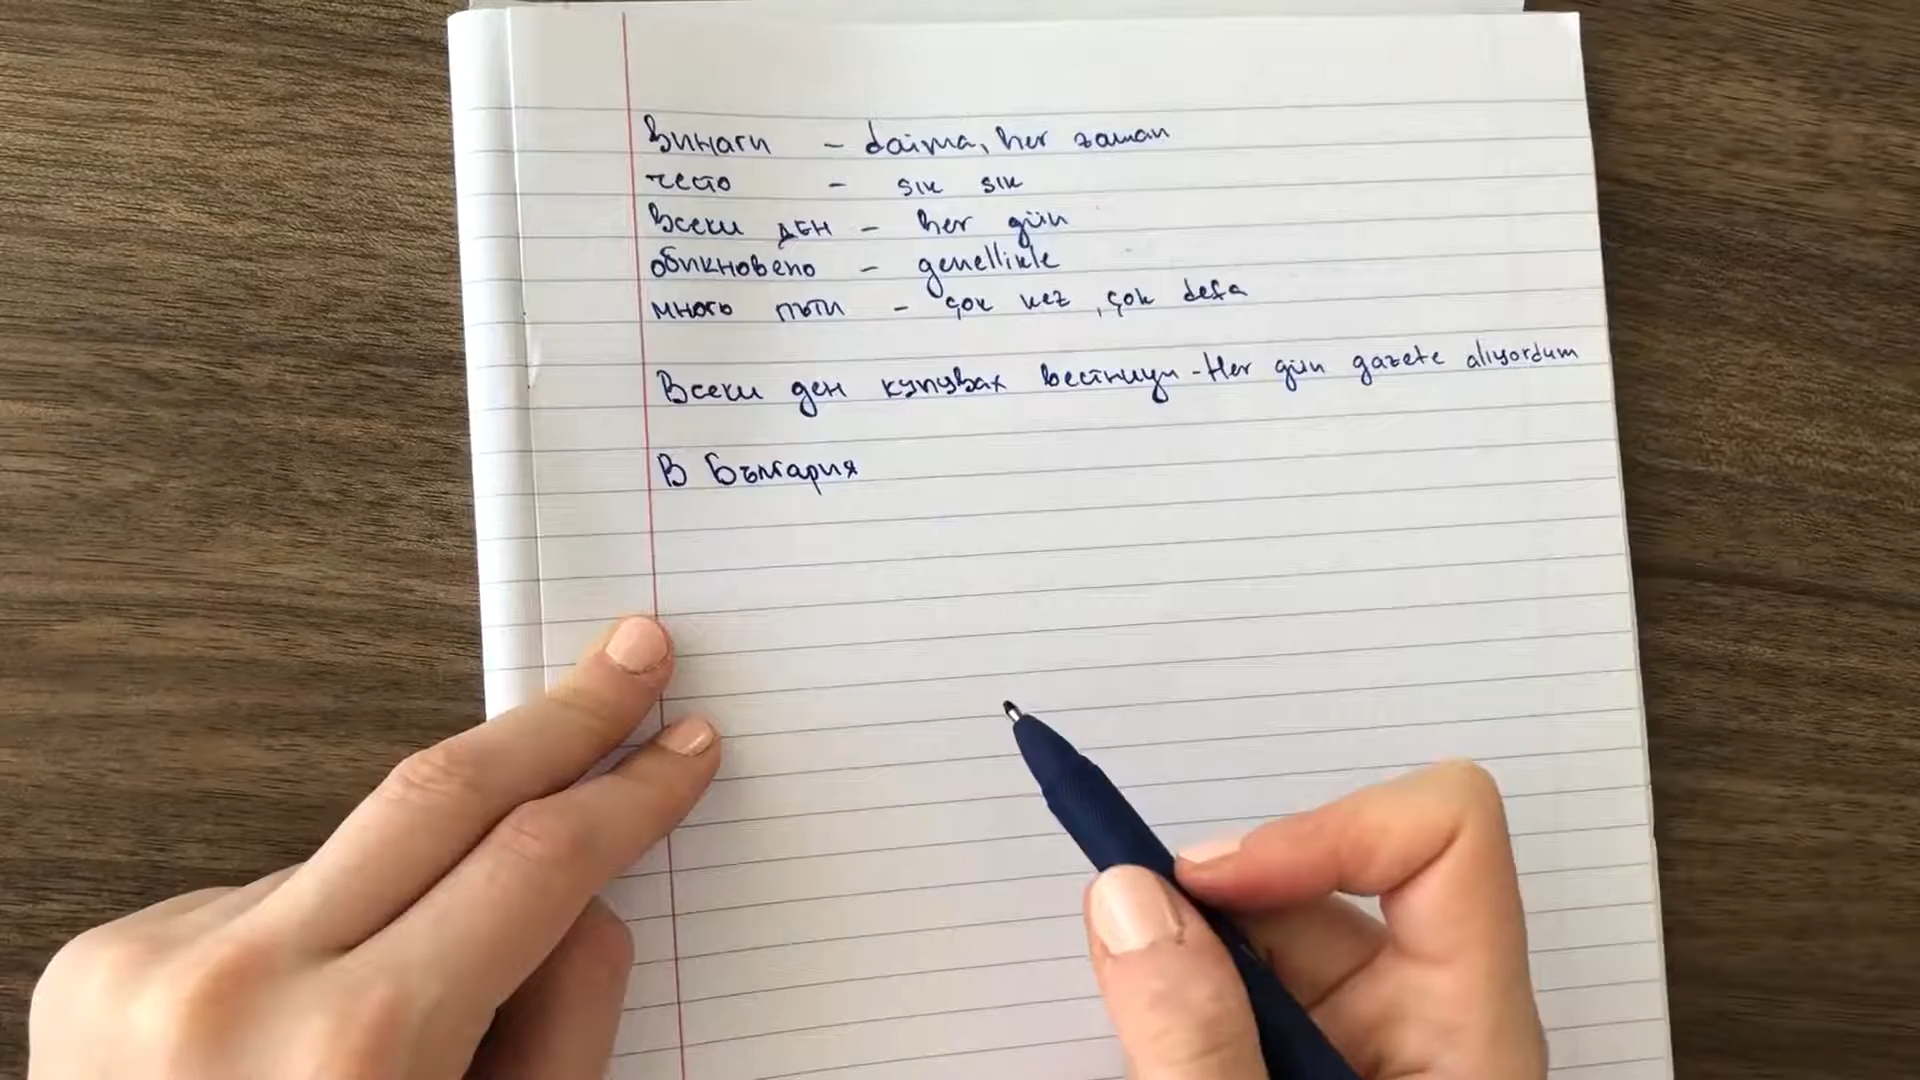 винаги - daima, her zaman
често - sık sık
всеки ден - her gün
обикновено - genellikle
много пъти - çok kez, çok defa
Всеки ден купувах вестници - Her gün gazete alıyordum
В България